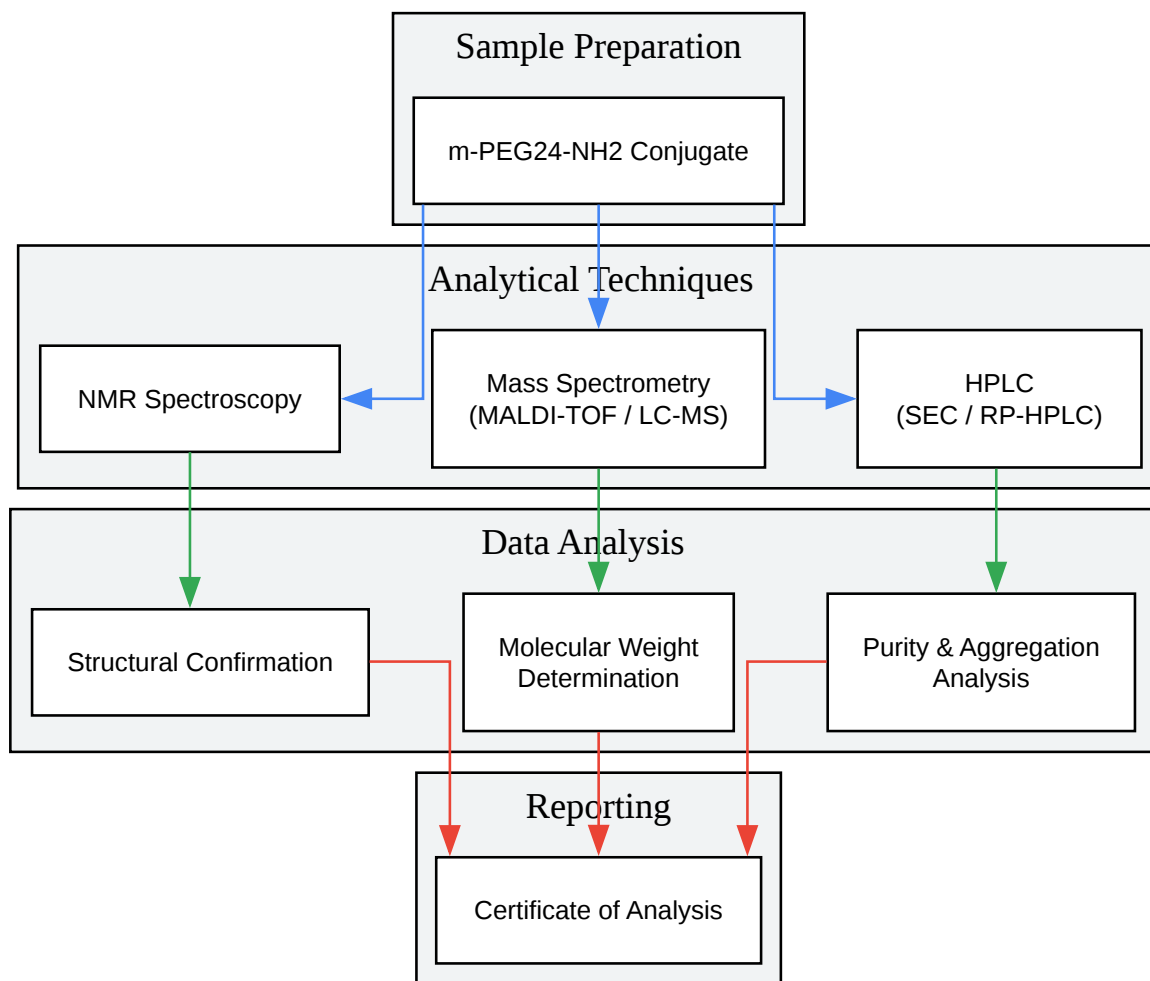 Sample Preparation
m-PEG24-NH2 Conjugate
Analytical Techniques
NMR Spectroscopy
Mass Spectrometry
(MALDI-TOF / LC-MS)
HPLC
(SEC / RP-HPLC)
Data Analysis
Structural Confirmation
Molecular Weight
Determination
Purity & Aggregation
Analysis
Reporting
Certificate of Analysis